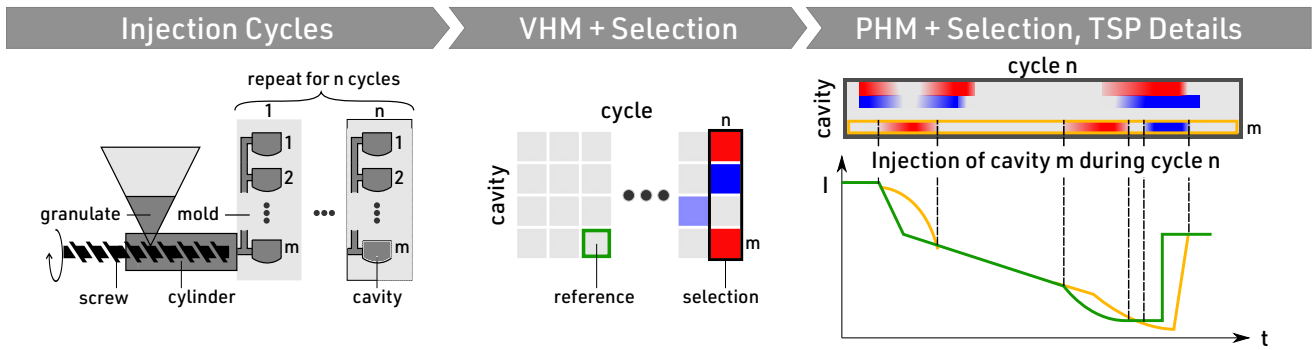 Injection Cycles
VHM + Selection
PHM + Selection, TSP Details
repeat for n cycles
1
n
1
2
m
1
2
m
granulate
mold
screw
cylinder
cavity
cycle
n
cavity
m
reference
selection
cycle n
cavity
m
Injection of cavity m during cycle n
I
t